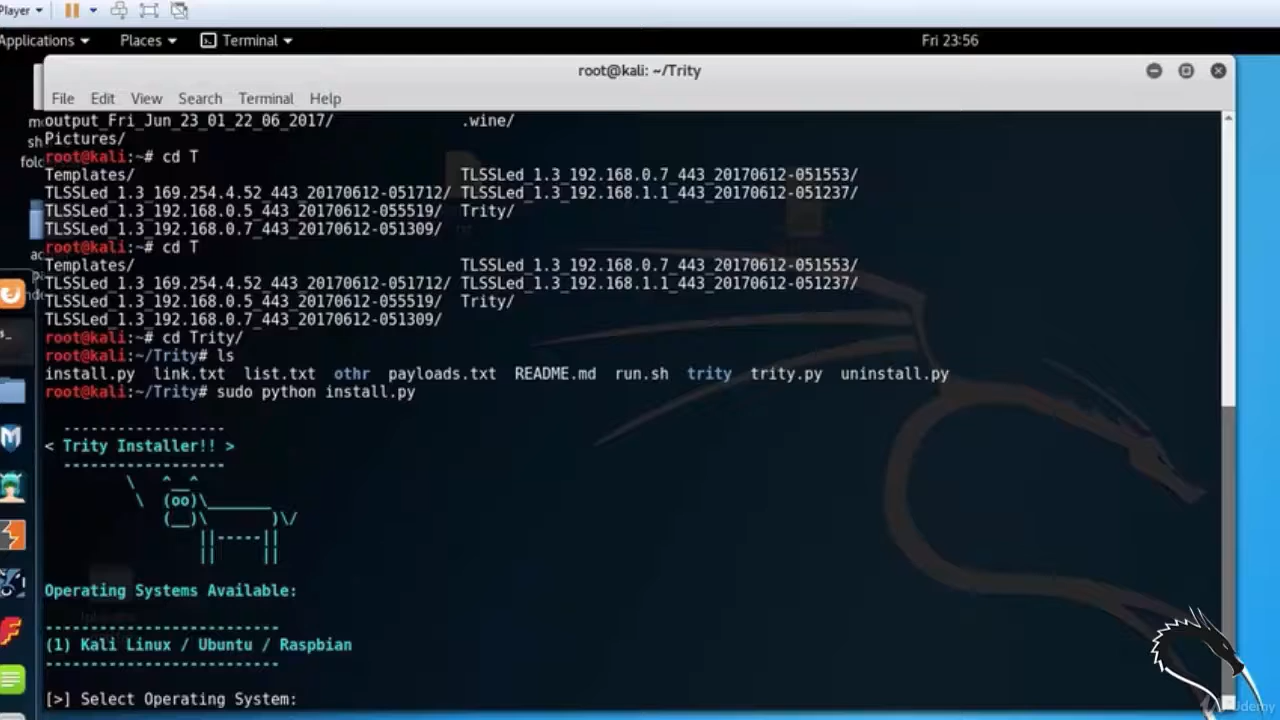 Player
Applications Places Terminal Fri 23:56
root@kali: ~/Trity
File Edit View Search Terminal Help
output_Fri_Jun_23_01_22_06_2017/ .wine/
Pictures/
root@kali:~# cd T
Templates/ TLSSLed_1.3_192.168.0.7_443_20170612-051553/
TLSSLed_1.3_169.254.4.52_443_20170612-051712/ TLSSLed_1.3_192.168.1.1_443_20170612-051237/
TLSSLed_1.3_192.168.0.5_443_20170612-055519/ Trity/
TLSSLed_1.3_192.168.0.7_443_20170612-051309/
root@kali:~# cd T
Templates/ TLSSLed_1.3_192.168.0.7_443_20170612-051553/
TLSSLed_1.3_169.254.4.52_443_20170612-051712/ TLSSLed_1.3_192.168.1.1_443_20170612-051237/
TLSSLed_1.3_192.168.0.5_443_20170612-055519/ Trity/
TLSSLed_1.3_192.168.0.7_443_20170612-051309/
root@kali:~# cd Trity/
root@kali:~/Trity# ls
install.py link.txt list.txt othr payloads.txt README.md run.sh trity trity.py uninstall.py
root@kali:~/Trity# sudo python install.py
------------------
< Trity Installer!! >
------------------
\ ^__^
\ (oo)\_______
(__)\ )\/
||-----||
|| ||
Operating Systems Available:
--------------------------
(1) Kali Linux / Ubuntu / Raspbian
--------------------------
[>] Select Operating System:
Udemy